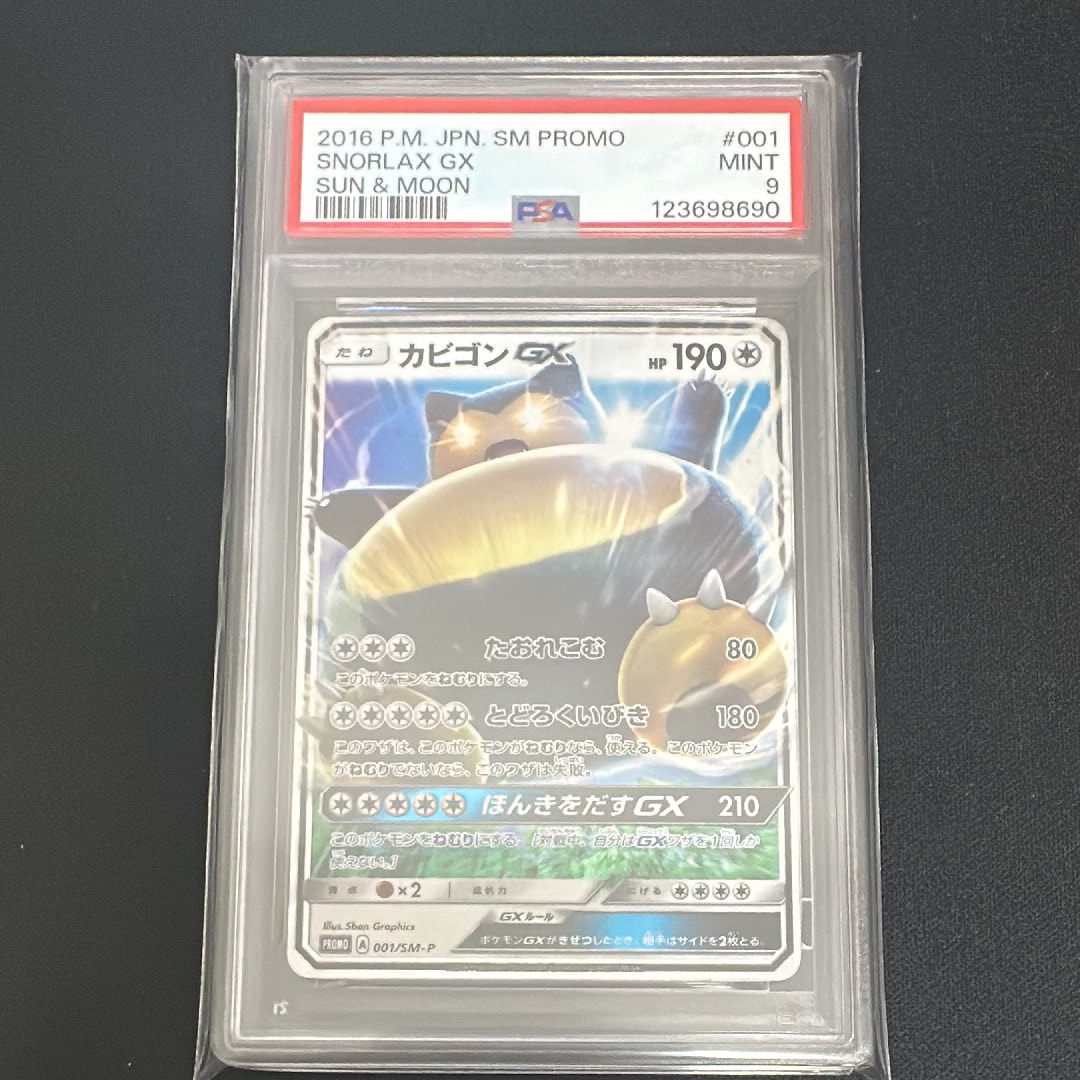 2016 P.M. JPN. SM PROMO #001
SNORLAX GX MINT
SUN & MOON 9
PSA 123698690
たね カビゴンGX HP 190
たおれこむ 80
このポケモンをねむりにする。
とどろくいびき 180
このワザは、このポケモンがねむりなら、使える。このポケモン
がねむりでないなら、このワザは失敗。
ほんきをだすGX 210
このポケモンをねむりにする。[対戦中、自分はGXワザを1回しか
使えない。]
弱点 ×2 抵抗力 にげる
Illus. 5ban Graphics GXルール
PROMO A 001/SM-P ポケモンGXがきぜつしたとき、相手はサイドを2枚とる。